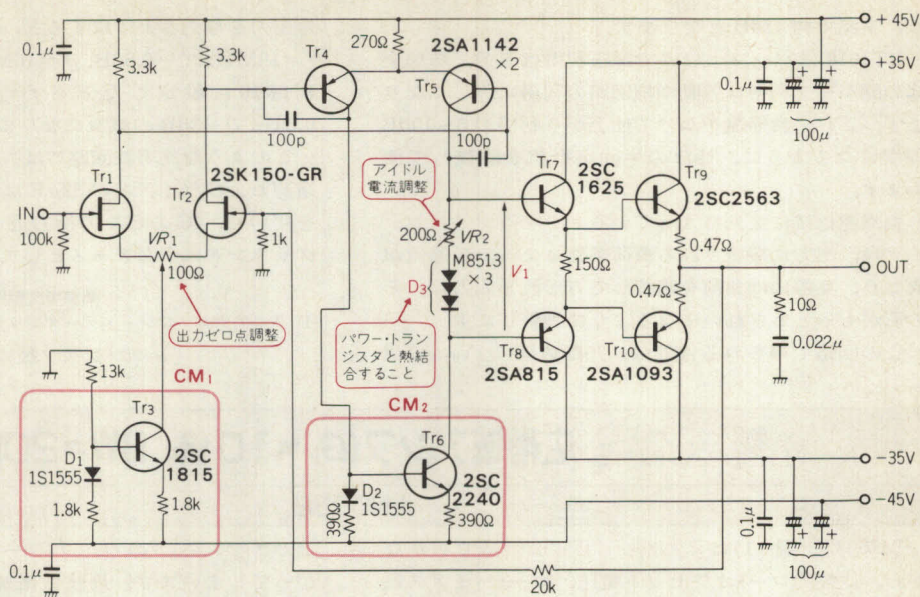 +45V
0.1μ
3.3k
3.3k
Tr4
270Ω
2SA1142
×2
Tr5
+35V
0.1μ
100μ
100p
100p
Tr1
Tr2
2SK150-GR
IN
100k
VR1
100Ω
1k
出力ゼロ点調整
アイドル
電流調整
200Ω
VR2
M8513
×3
D3
V1
パワー・トラン
ジスタと熱結
合すること
Tr7
2SC
1625
Tr9
2SC2563
0.47Ω
150Ω
0.47Ω
OUT
10Ω
0.022μ
Tr8
2SA815
Tr10
2SA1093
13k
CM1
Tr3
2SC
1815
D1
1S1555
1.8k
1.8k
0.1μ
CM2
Tr6
2SC
2240
D2
1S1555
390Ω
390Ω
20k
-35V
-45V
0.1μ
100μ